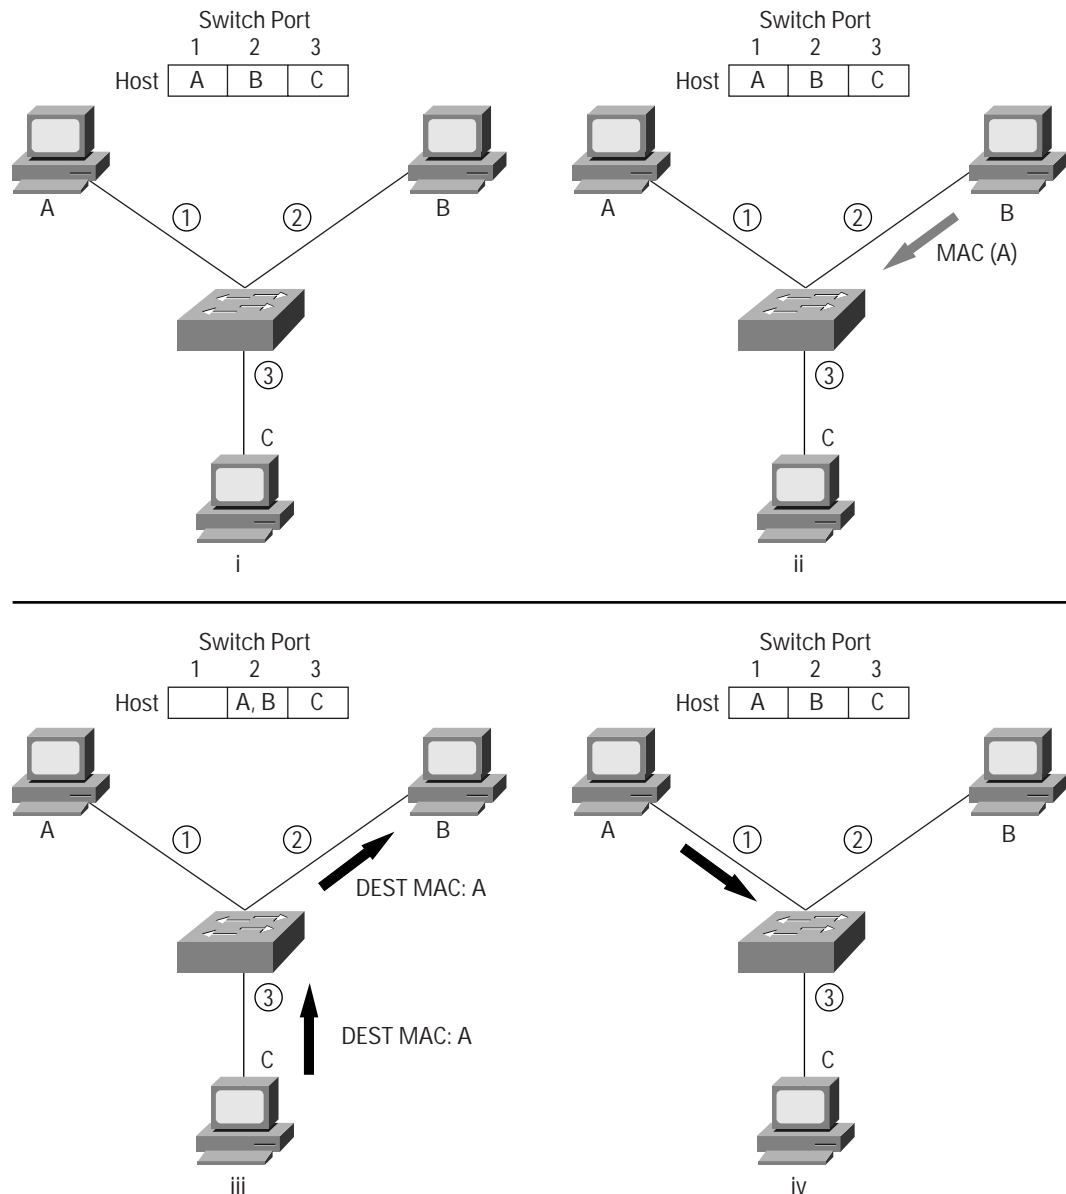 Switch Port
1 2 3
Host A B C
A
B
1
2
3
C
i
Switch Port
1 2 3
Host A B C
A
B
1
2
MAC (A)
3
C
ii
Switch Port
1 2 3
Host A, B C
A
B
1
2
DEST MAC: A
3
DEST MAC: A
C
iii
Switch Port
1 2 3
Host A B C
A
B
1
2
3
C
iv